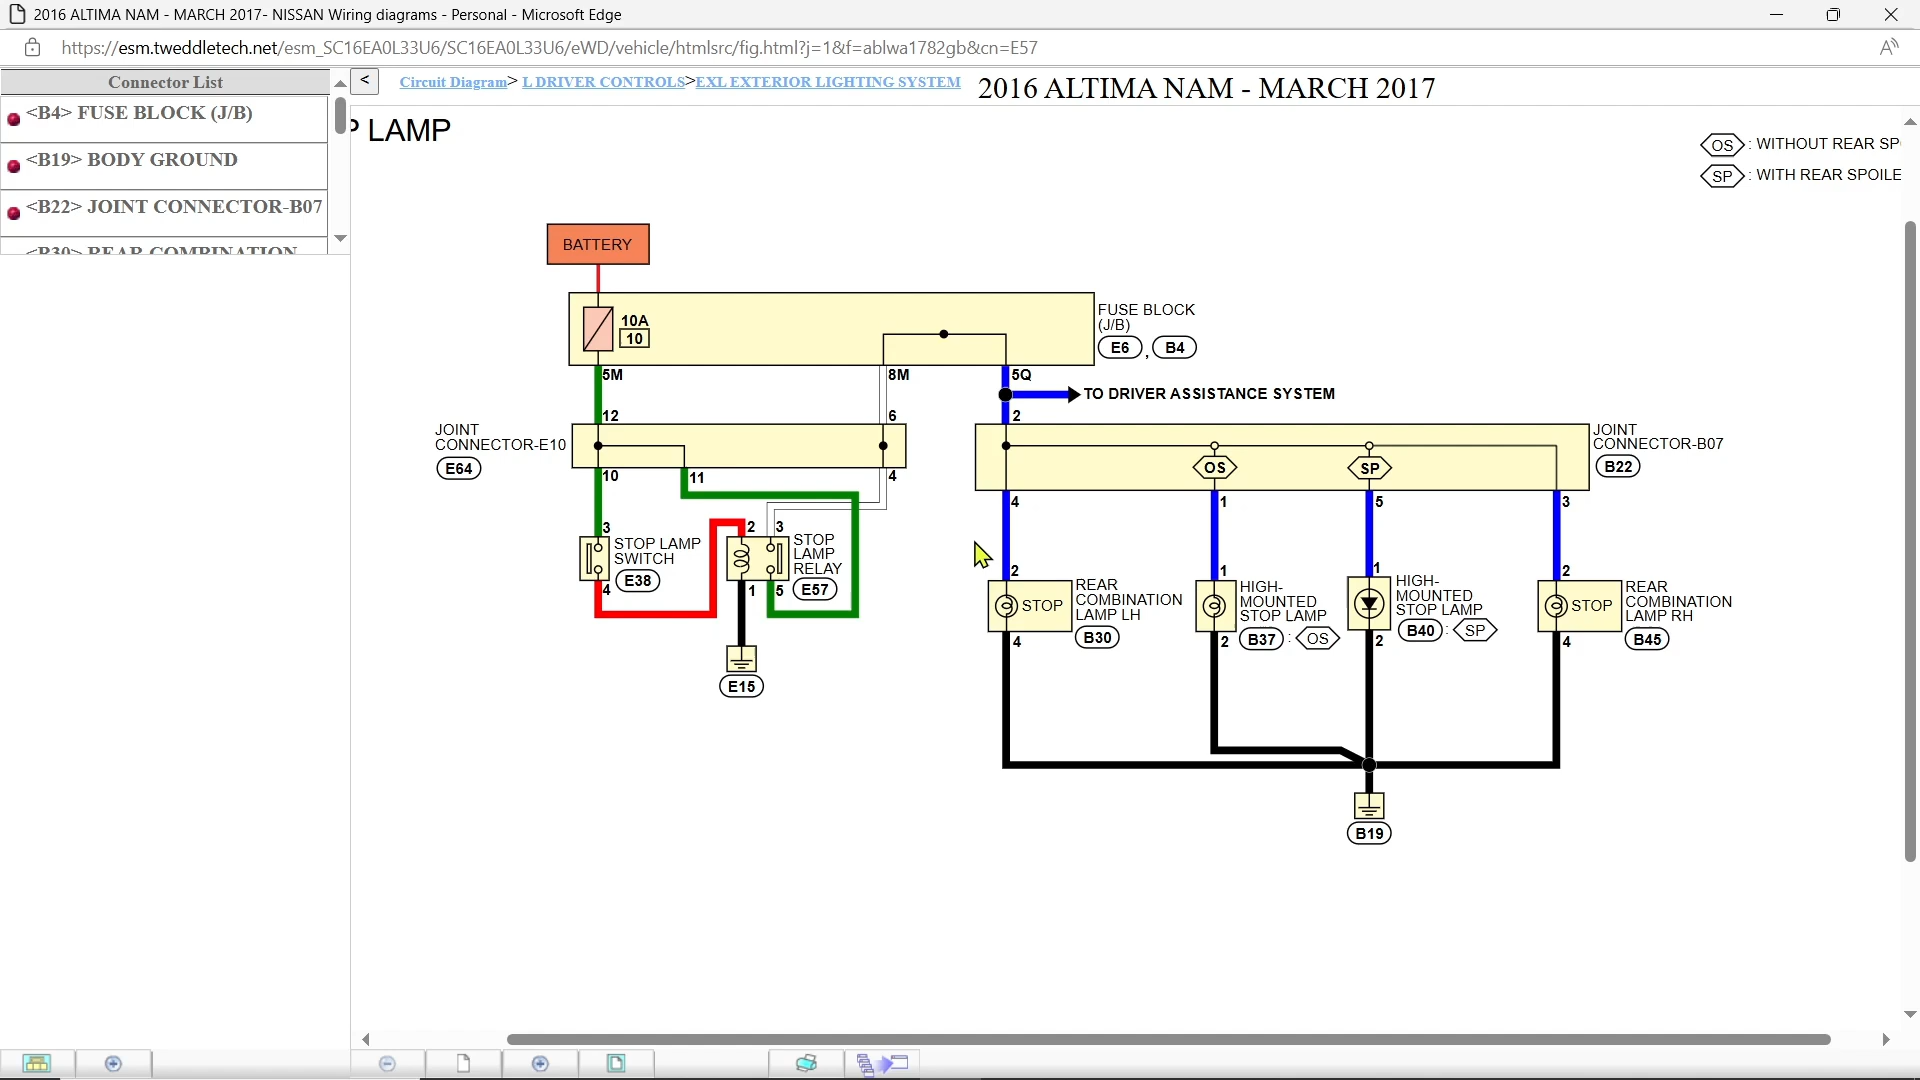 2016 ALTIMA NAM - MARCH 2017- NISSAN Wiring diagrams - Personal - Microsoft Edge
https://esm.tweddletech.net/esm_SC16EA0L33U6/SC16EA0L33U6/eWD/vehicle/htmlsrc/fig.html?j=1&f=ablwa1782gb&cn=E57
Connector List
<B4> FUSE BLOCK (J/B)
<B19> BODY GROUND
<B22> JOINT CONNECTOR-B07
<B30> REAR COMBINATION
<
Circuit Diagram> L DRIVER CONTROLS>EXL EXTERIOR LIGHTING SYSTEM
2016 ALTIMA NAM - MARCH 2017
P LAMP
OS : WITHOUT REAR SP
SP : WITH REAR SPOILE
BATTERY
10A
10
FUSE BLOCK
(J/B)
E6 , B4
5M
8M
5Q
TO DRIVER ASSISTANCE SYSTEM
12
6
2
JOINT
CONNECTOR-E10
E64
JOINT
CONNECTOR-B07
B22
OS
SP
10
11
4
4
1
5
3
3
STOP LAMP
SWITCH
E38
4
2
3
STOP
LAMP
RELAY
E57
1
5
E15
2
STOP
REAR
COMBINATION
LAMP LH
B30
4
1
HIGH-
MOUNTED
STOP LAMP
B37 : OS
2
1
HIGH-
MOUNTED
STOP LAMP
B40 : SP
2
2
STOP
REAR
COMBINATION
LAMP RH
B45
4
B19